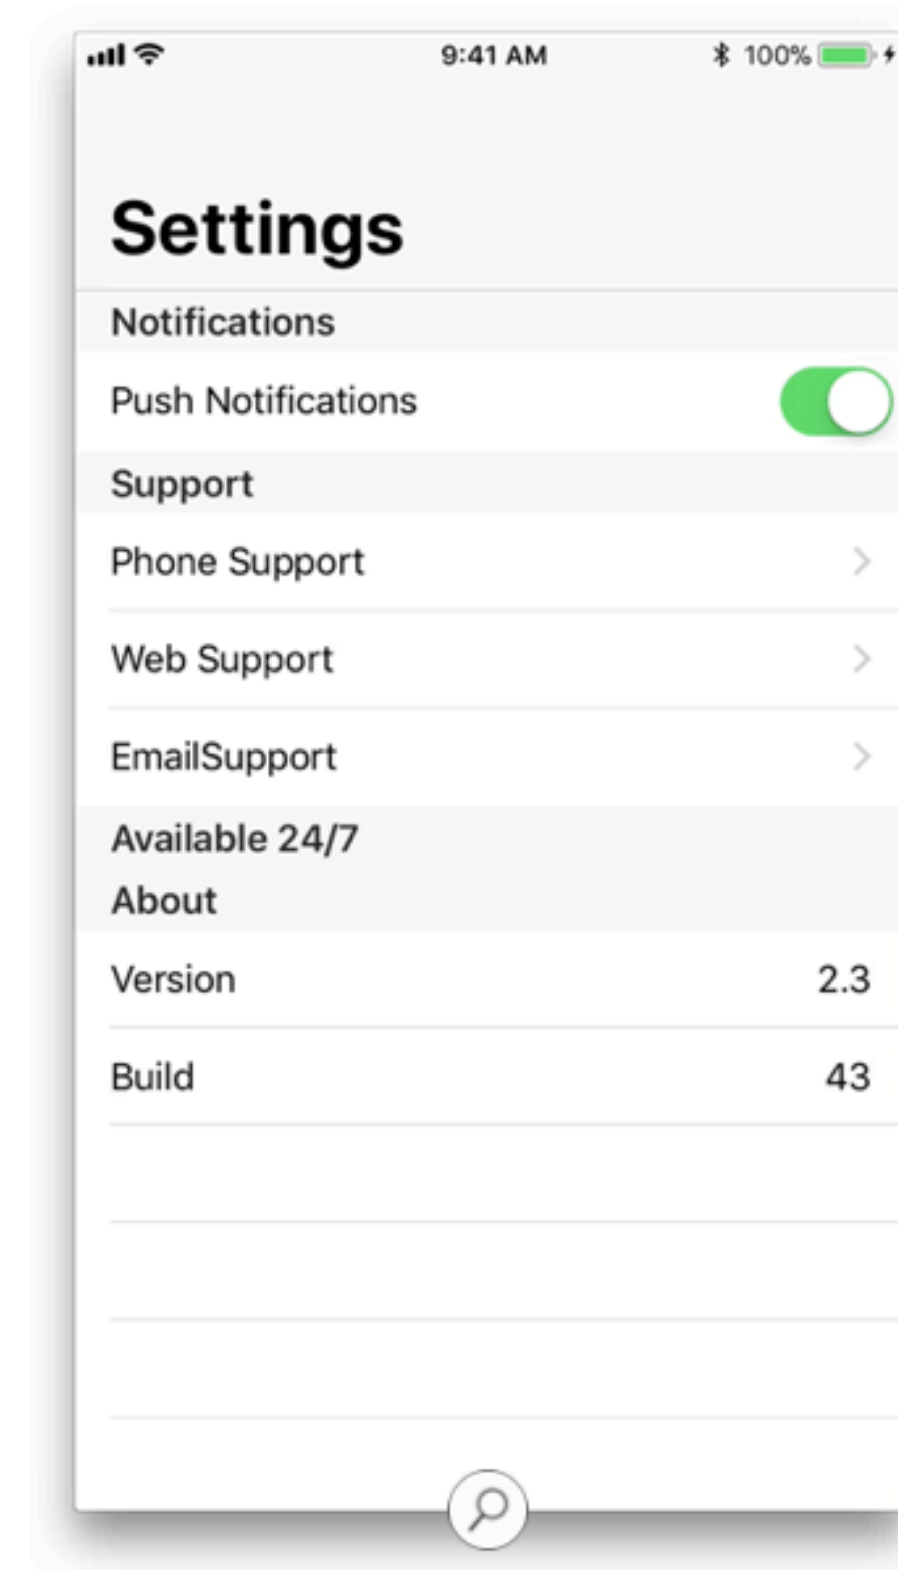 9:41 AM 100%
Settings
Notifications
Push Notifications
Support
Phone Support
Web Support
EmailSupport
Available 24/7
About
Version 2.3
Build 43